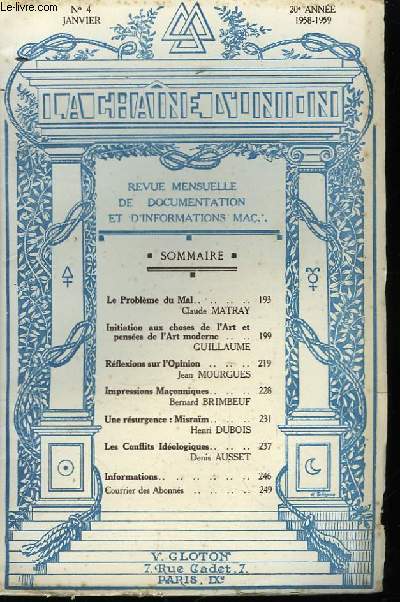 © Le-livre.com
N° 4
JANVIER
20e ANNÉE
1958-1959
LA CHAÎNE D'UNION
REVUE MENSUELLE
DE DOCUMENTATION
ET D'INFORMATIONS MAÇ∴
SOMMAIRE
Le Problème du Mal.. .. .. .. 193
Claude MATRAY
Initiation aux choses de l'Art et
pensées de l'Art moderne .. .. 199
GUILLAUME
Réflexions sur l'Opinion .. .. .. 219
Jean MOURGUES
Impressions Maçonniques.. .. .. 228
Bernard BRIMBEUF
Une résurgence : Misraïm.. .. .. 231
Henri DUBOIS
Les Conflits Idéologiques.. .. .. 237
Denis AUSSET
Informations.. .. .. .. .. .. 246
Courrier des Abonnés .. .. .. .. 249
V. GLOTON
7. Rue Cadet. 7.
PARIS. IXe